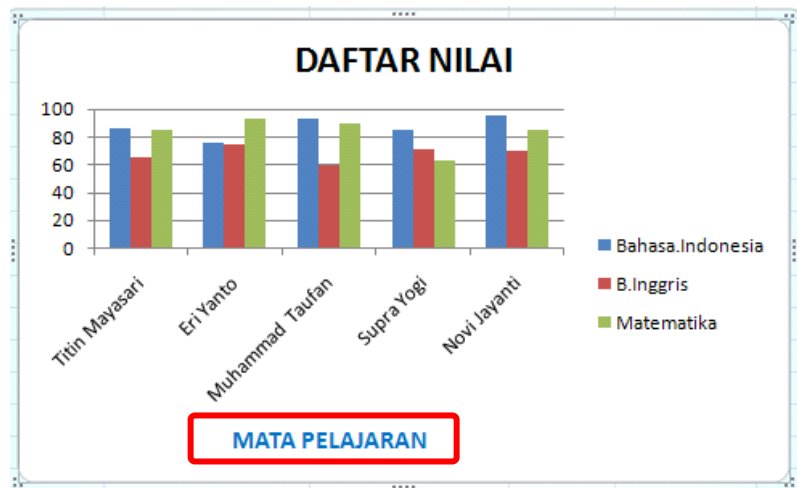 DAFTAR NILAI
100
80
60
40
20
0
Titin Mayasari
Eri Yanto
Muhammad Taufan
Supra Yogi
Novi Jayanti
Bahasa.Indonesia
B.Inggris
Matematika
MATA PELAJARAN